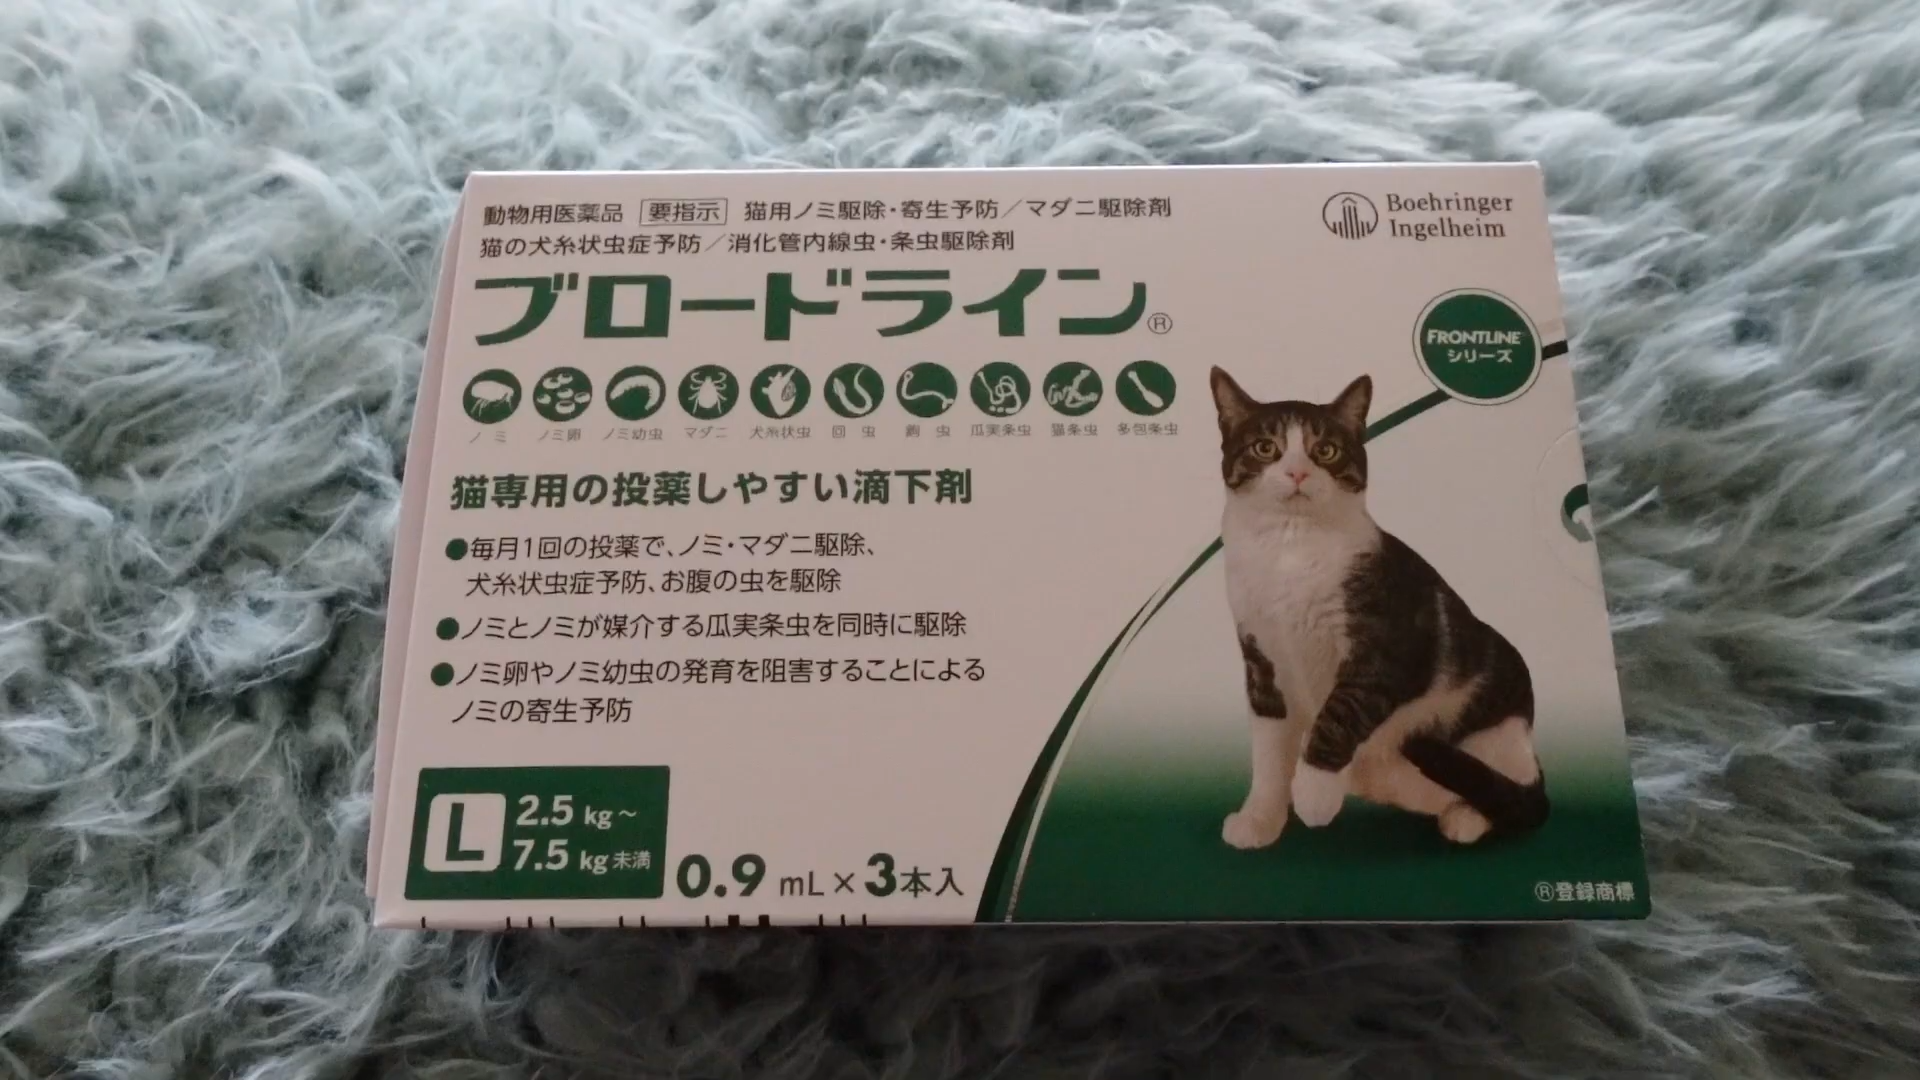 動物用医薬品 要指示 猫用ノミ駆除・寄生予防／マダニ駆除剤
猫の犬糸状虫症予防／消化管内線虫・条虫駆除剤
Boehringer
Ingelheim
ブロードライン®
FRONTLINE
シリーズ
ノミ ノミ卵 ノミ幼虫 マダニ 犬糸状虫 回虫 鉤虫 瓜実条虫 猫条虫 多包条虫
猫専用の投薬しやすい滴下剤
●毎月1回の投薬で、ノミ・マダニ駆除、
犬糸状虫症予防、お腹の虫を駆除
●ノミとノミが媒介する瓜実条虫を同時に駆除
●ノミ卵やノミ幼虫の発育を阻害することによる
ノミの寄生予防
L 2.5 kg～
7.5 kg未満
0.9 mL×3本入
®登録商標